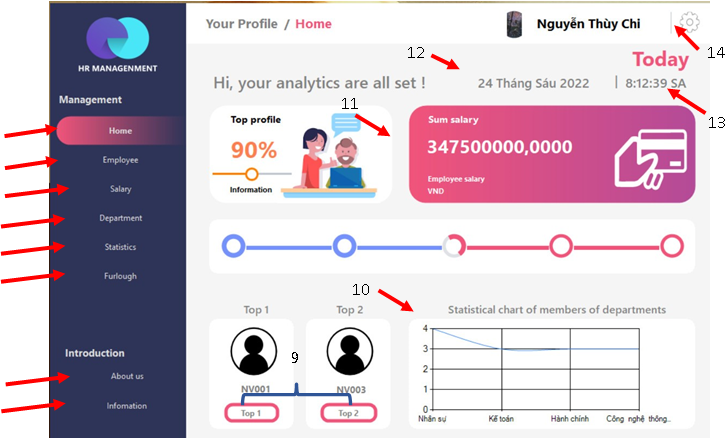 HR MANAGENMENT
Management
Home
Employee
Salary
Department
Statistics
Furlough
Introduction
About us
Infomation
Your Profile / Home
Nguyễn Thùy Chi
14
12
Today
Hi, your analytics are all set !
24 Tháng Sáu 2022 | 8:12:39 SA
13
11
Top profile
90%
Information
Sum salary
347500000,0000
Employee salary
VND
10
Top 1
Top 2
9
NV001
NV003
Top 1
Top 2
Statistical chart of members of departments
4
3
2
1
0
Nhân sự
Kế toán
Hành chính
Công nghệ thông...